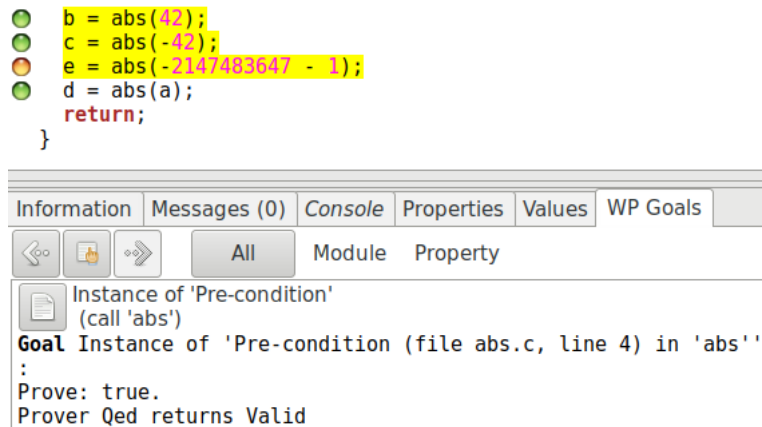 b = abs(42);
c = abs(-42);
e = abs(-2147483647 - 1);
d = abs(a);
return;
}
Information Messages (0) Console Properties Values WP Goals
All Module Property
Instance of 'Pre-condition'
(call 'abs')
Goal Instance of 'Pre-condition (file abs.c, line 4) in 'abs''
:
Prove: true.
Prover Qed returns Valid